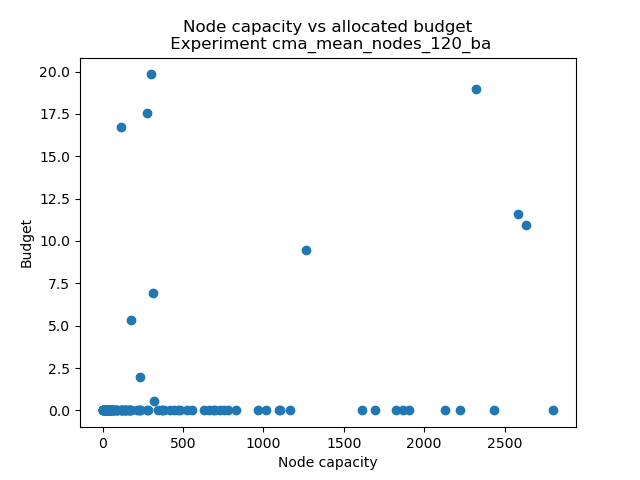 Node capacity vs allocated budget
Experiment cma_mean_nodes_120_ba
20.0
17.5
15.0
12.5
10.0
7.5
5.0
2.5
0.0
Budget
0 500 1000 1500 2000 2500
Node capacity